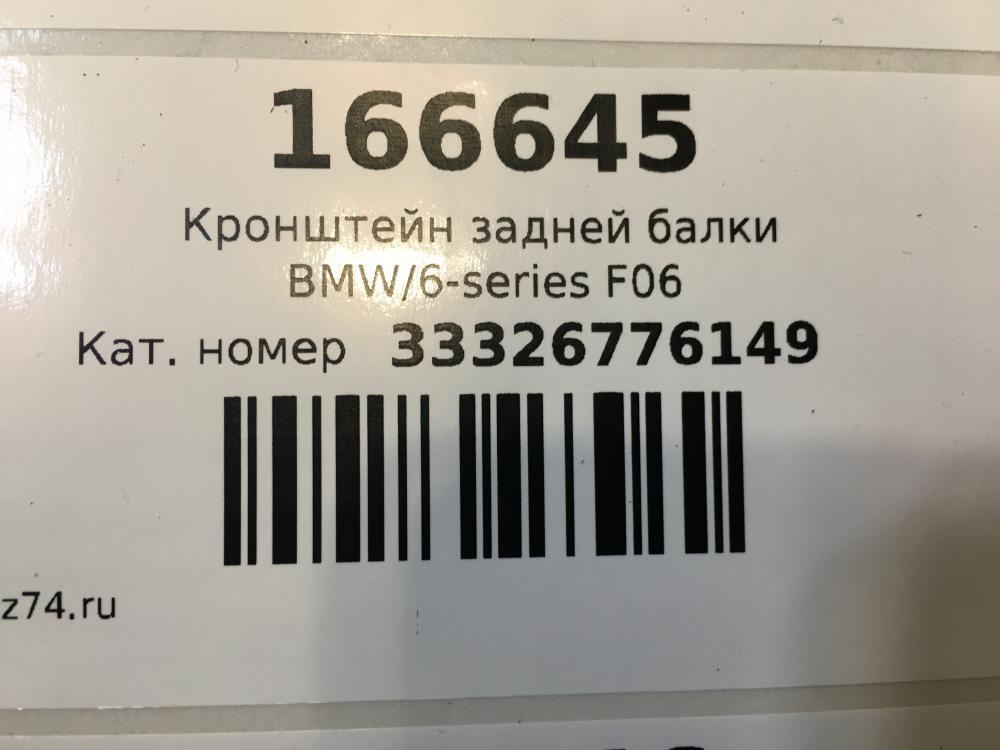 166645
Кронштейн задней балки
BMW/6-series F06
Кат. номер 33326776149
z74.ru